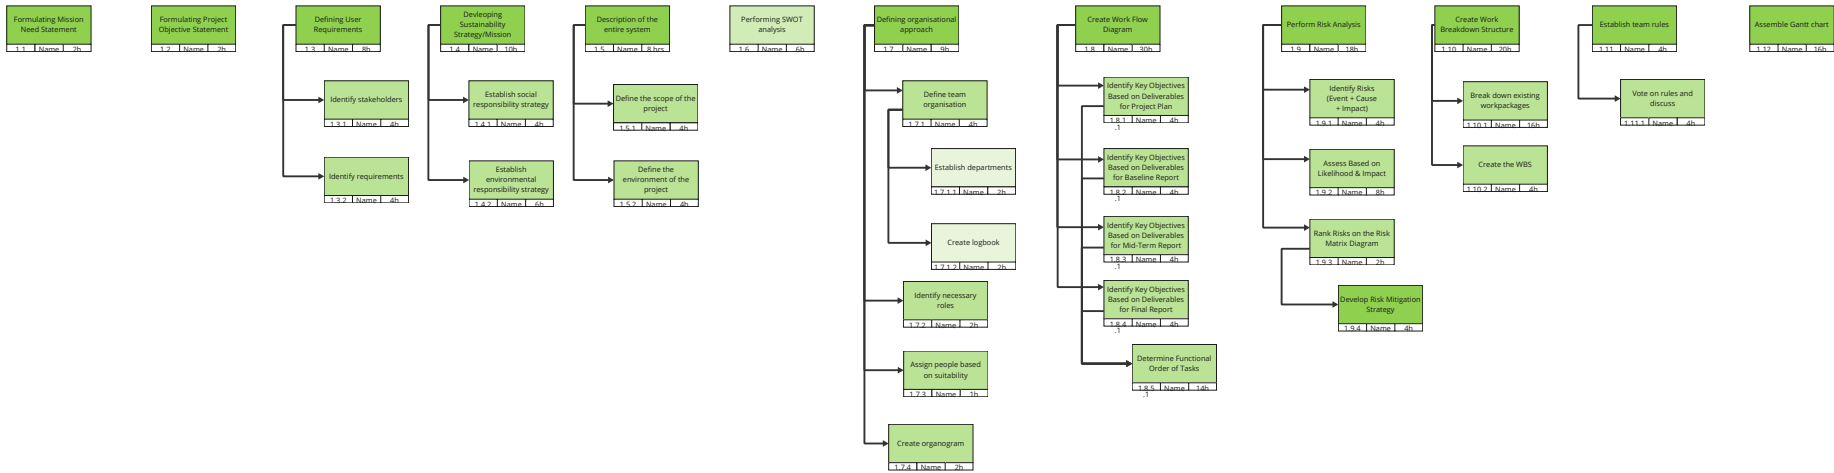 Formulating Mission
Need Statement
1.1 Name 2h
Formulating Project
Objective Statement
1.2 Name 2h
Defining User
Requirements
1.3 Name 8h
Identify stakeholders
1.3.1 Name 4h
Identify requirements
1.3.2 Name 4h
Devleoping
Sustainability
Strategy/Mission
1.4 Name 10h
Establish social
responsibility strategy
1.4.1 Name 4h
Establish
environmental
responsibility strategy
1.4.2 Name 6h
Description of the
entire system
1.5 Name 8 hrs
Define the scope of the
project
1.5.1 Name 4h
Define the
environment of the
project
1.5.2 Name 4h
Performing SWOT
analysis
1.6 Name 6h
Defining organisational
approach
1.7 Name 9h
Define team
organisation
1.7.1 Name 4h
Establish departments
1.7.1.1 Name 2h
Create logbook
1.7.1.2 Name 2h
Identify necessary
roles
1.7.2 Name 2h
Assign people based
on suitability
1.7.3 Name 1h
Create organogram
1.7.4 Name 2h
Create Work Flow
Diagram
1.8 Name 30h
Identify Key Objectives
Based on Deliverables
for Project Plan
1.8.1 Name 4h
.1
Identify Key Objectives
Based on Deliverables
for Baseline Report
1.8.2 Name 4h
.1
Identify Key Objectives
Based on Deliverables
for Mid-Term Report
1.8.3 Name 4h
.1
Identify Key Objectives
Based on Deliverables
for Final Report
1.8.4 Name 4h
.1
Determine Functional
Order of Tasks
1.8.5 Name 14h
.1
Perform Risk Analysis
1.9 Name 18h
Identify Risks
(Event + Cause
+ Impact)
1.9.1 Name 4h
Assess Based on
Likelihood & Impact
1.9.2 Name 8h
Rank Risks on the Risk
Matrix Diagram
1.9.3 Name 2h
Develop Risk Mitigation
Strategy
1.9.4 Name 4h
Create Work
Breakdown Structure
1.10 Name 20h
Break down existing
workpackages
1.10.1 Name 16h
Create the WBS
1.10.2 Name 4h
Establish team rules
1.11 Name 4h
Vote on rules and
discuss
1.11.1 Name 4h
Assemble Gantt chart
1.12 Name 16h